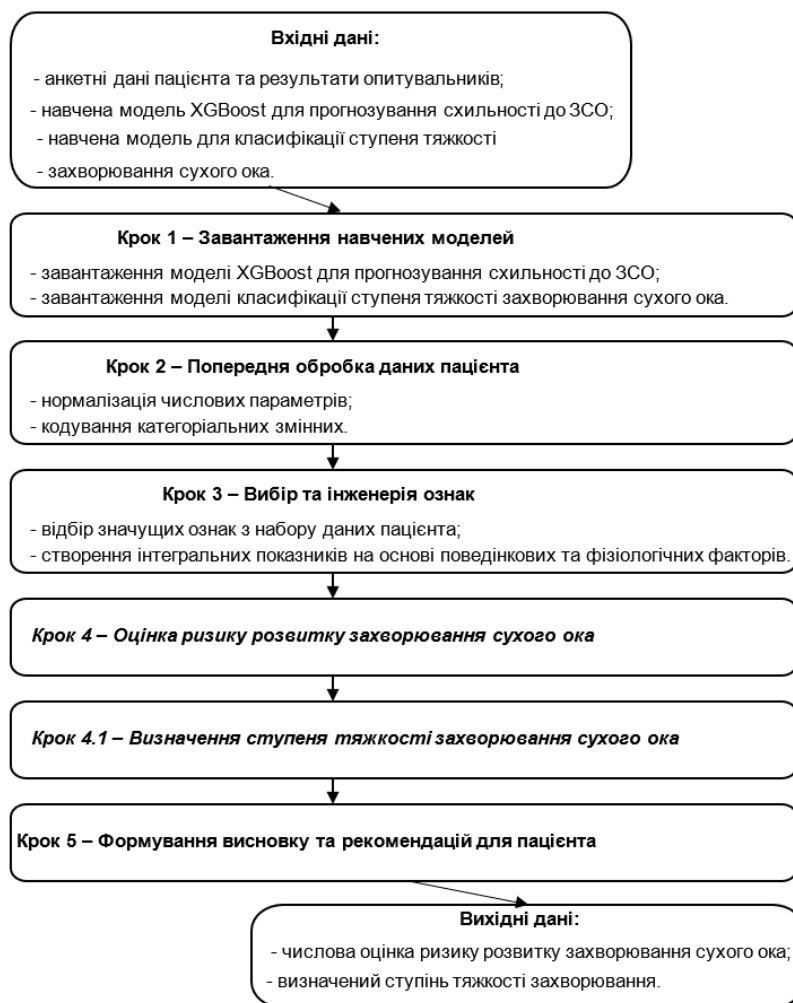 Вхідні дані:
- анкетні дані пацієнта та результати опитувальників;
- навчена модель XGBoost для прогнозування схильності до ЗСО;
- навчена модель для класифікації ступеня тяжкості
- захворювання сухого ока.
Крок 1 – Завантаження навчених моделей
- завантаження моделі XGBoost для прогнозування схильності до ЗСО;
- завантаження моделі класифікації ступеня тяжкості захворювання сухого ока.
Крок 2 – Попередня обробка даних пацієнта
- нормалізація числових параметрів;
- кодування категоріальних змінних.
Крок 3 – Вибір та інженерія ознак
- відбір значущих ознак з набору даних пацієнта;
- створення інтегральних показників на основі поведінкових та фізіологічних факторів.
Крок 4 – Оцінка ризику розвитку захворювання сухого ока
Крок 4.1 – Визначення ступеня тяжкості захворювання сухого ока
Крок 5 – Формування висновку та рекомендацій для пацієнта
Вихідні дані:
- числова оцінка ризику розвитку захворювання сухого ока;
- визначений ступінь тяжкості захворювання.